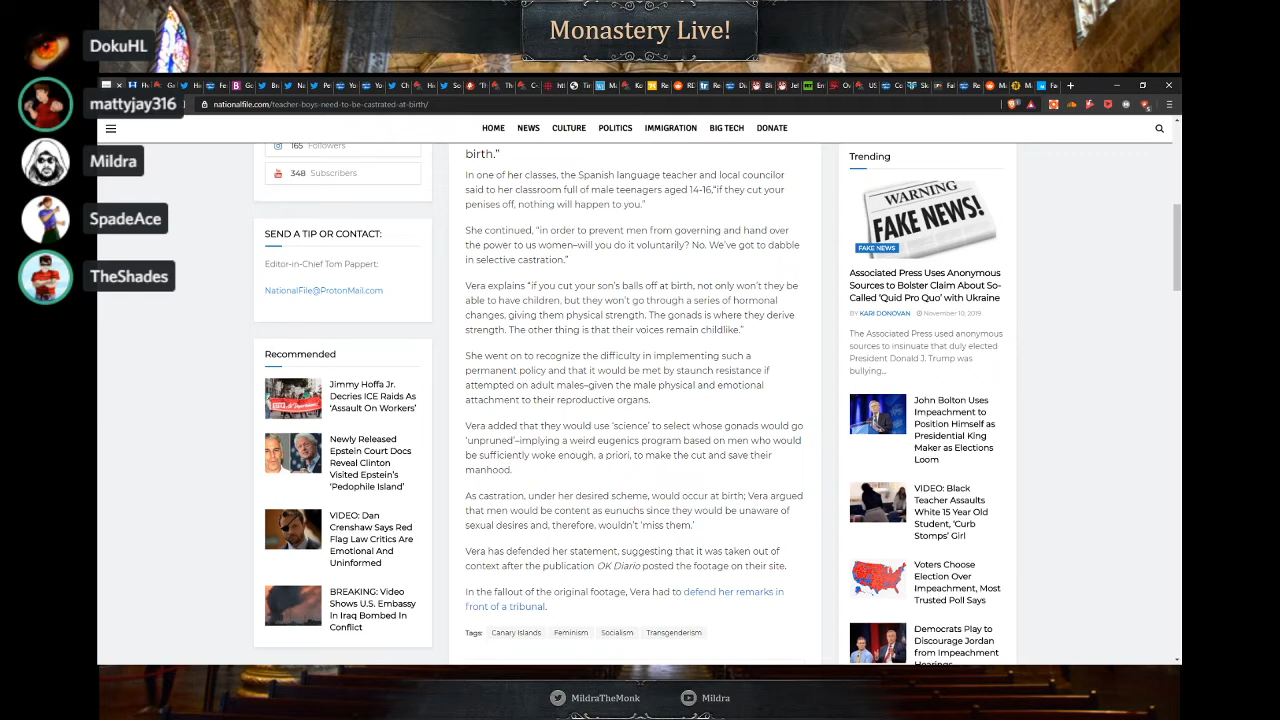 Monastery Live!
DokuHL
mattyjay316
Mildra
SpadeAce
TheShades
nationalfile.com/teacher-boys-need-to-be-castrated-at-birth/
HOME NEWS CULTURE POLITICS IMMIGRATION BIG TECH DONATE
165 Followers
348 Subscribers
SEND A TIP OR CONTACT:
Editor-in-Chief Tom Pappert:
NationalFile@ProtonMail.com
Recommended
Jimmy Hoffa Jr.
Decries ICE Raids As
'Assault On Workers'
Newly Released
Epstein Court Docs
Reveal Clinton
Visited Epstein's
'Pedophile Island'
VIDEO: Dan
Crenshaw Says Red
Flag Law Critics Are
Emotional And
Uninformed
BREAKING: Video
Shows U.S. Embassy
In Iraq Bombed In
Conflict
birth."
In one of her classes, the Spanish language teacher and local councilor
said to her classroom full of male teenagers aged 14-16,"if they cut your
penises off, nothing will happen to you."
She continued, "in order to prevent men from governing and hand over
the power to us women–will you do it voluntarily? No. We've got to dabble
in selective castration."
Vera explains "if you cut your son's balls off at birth, not only won't they be
able to have children, but they won't go through a series of hormonal
changes, giving them physical strength. The gonads is where they derive
strength. The other thing is that their voices remain childlike."
She went on to recognize the difficulty in implementing such a
permanent policy and that it would be met by staunch resistance if
attempted on adult males–given the male physical and emotional
attachment to their reproductive organs.
Vera added that they would use 'science' to select whose gonads would go
'unpruned'–implying a weird eugenics program based on men who would
be sufficiently woke enough, a priori, to make the cut and save their
manhood.
As castration, under her desired scheme, would occur at birth; Vera argued
that men would be content as eunuchs since they would be unaware of
sexual desires and, therefore, wouldn't 'miss them.'
Vera has defended her statement, suggesting that it was taken out of
context after the publication OK Diario posted the footage on their site.
In the fallout of the original footage, Vera had to defend her remarks in
front of a tribunal.
Tags: Canary Islands Feminism Socialism Transgenderism
Trending
WARNING
FAKE NEWS!
FAKE NEWS
Associated Press Uses Anonymous
Sources to Bolster Claim About So-
Called 'Quid Pro Quo' with Ukraine
BY KARI DONOVAN November 10, 2019
The Associated Press used anonymous
sources to insinuate that duly elected
President Donald J. Trump was
bullying...
John Bolton Uses
Impeachment to
Position Himself as
Presidential King
Maker as Elections
Loom
VIDEO: Black
Teacher Assaults
White 15 Year Old
Student, 'Curb
Stomps' Girl
Voters Choose
Election Over
Impeachment, Most
Trusted Poll Says
Democrats Play to
Discourage Jordan
from Impeachment
Hearings
MildraTheMonk
Mildra